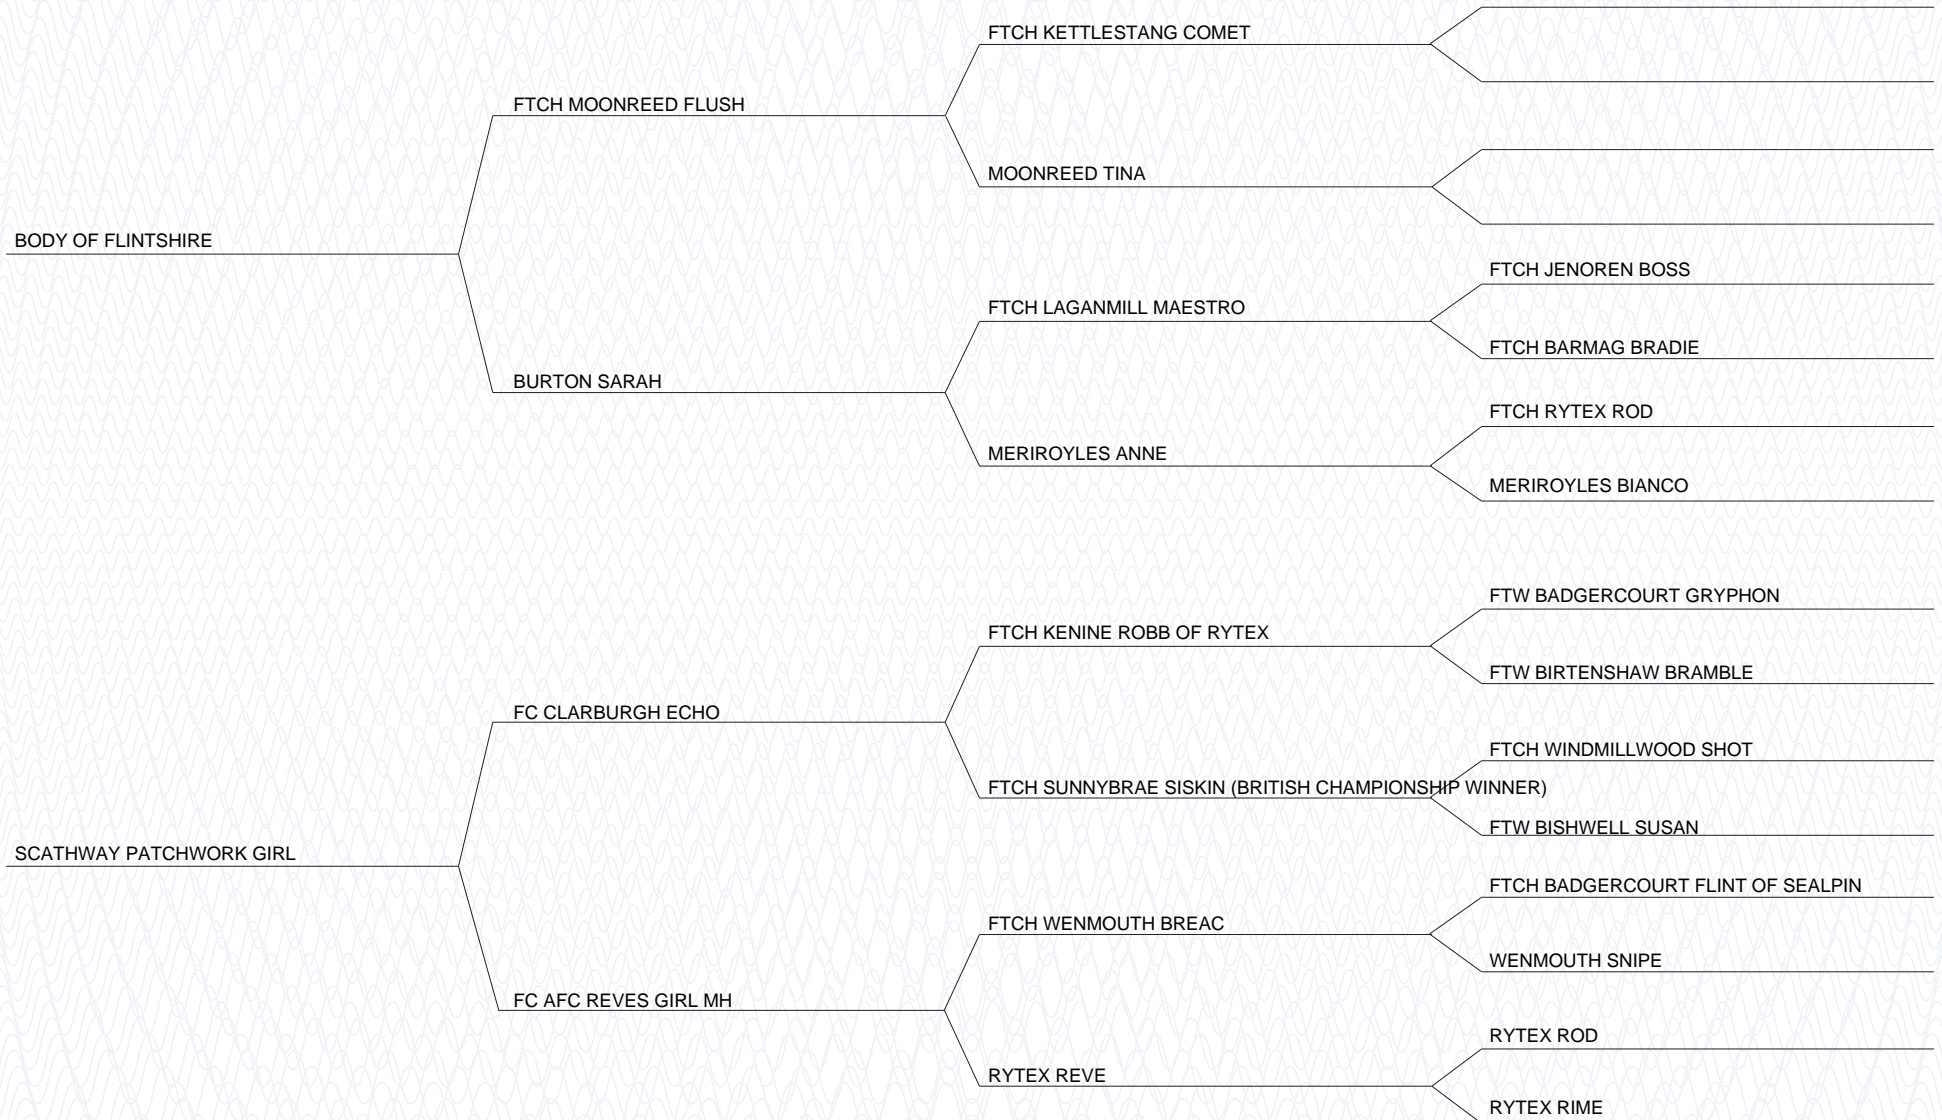 FTCH KETTLESTANG COMET
FTCH MOONREED FLUSH
MOONREED TINA
BODY OF FLINTSHIRE
FTCH JENOREN BOSS
FTCH LAGANMILL MAESTRO
FTCH BARMAG BRADIE
BURTON SARAH
FTCH RYTEX ROD
MERIROYLES ANNE
MERIROYLES BIANCO
FTW BADGERCOURT GRYPHON
FTCH KENINE ROBB OF RYTEX
FTW BIRTENSHAW BRAMBLE
FC CLARBURGH ECHO
FTCH WINDMILLWOOD SHOT
FTCH SUNNYBRAE SISKIN (BRITISH CHAMPIONSHIP WINNER)
FTW BISHWELL SUSAN
SCATHWAY PATCHWORK GIRL
FTCH BADGERCOURT FLINT OF SEALPIN
FTCH WENMOUTH BREAC
WENMOUTH SNIPE
FC AFC REVES GIRL MH
RYTEX ROD
RYTEX REVE
RYTEX RIME